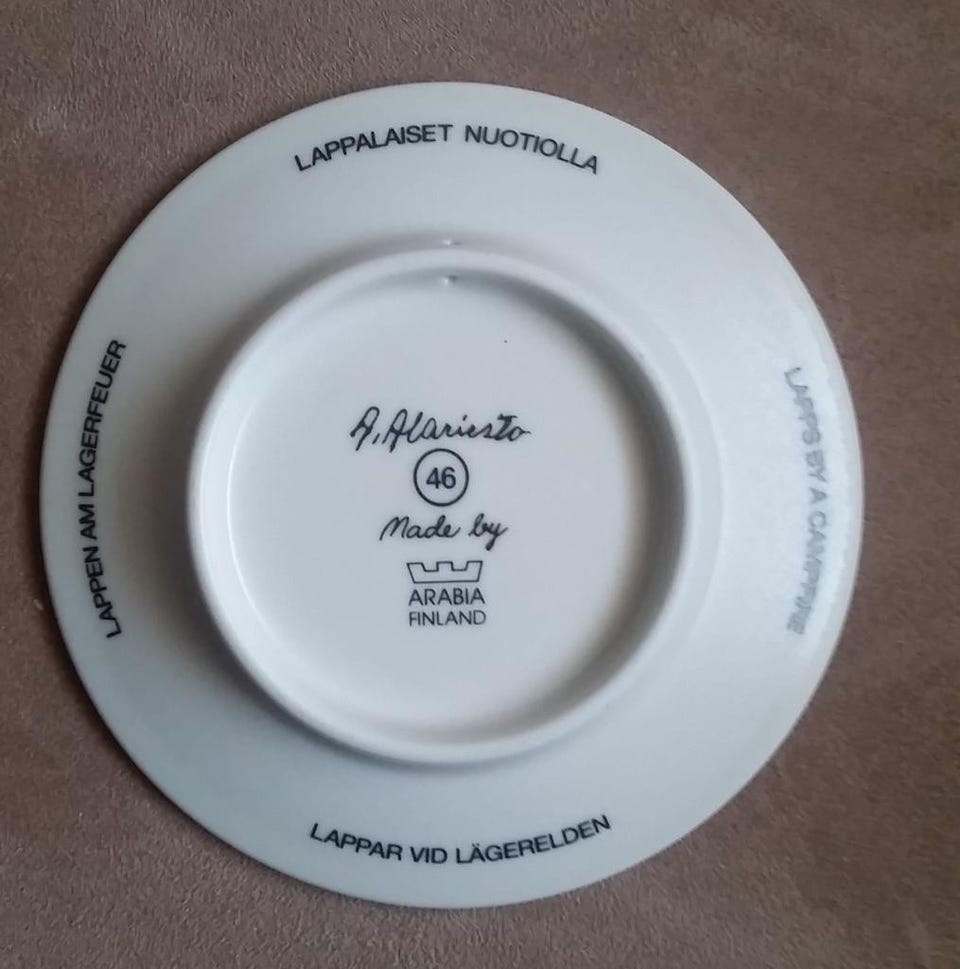 LAPPALAISET NUOTIOLLA
LAPPEN AM LAGERFEUER
LAPPS BY A CAMPFIRE
A. Alariesto
46
Made by
ARABIA
FINLAND
LAPPAR VID LÄGERELDEN